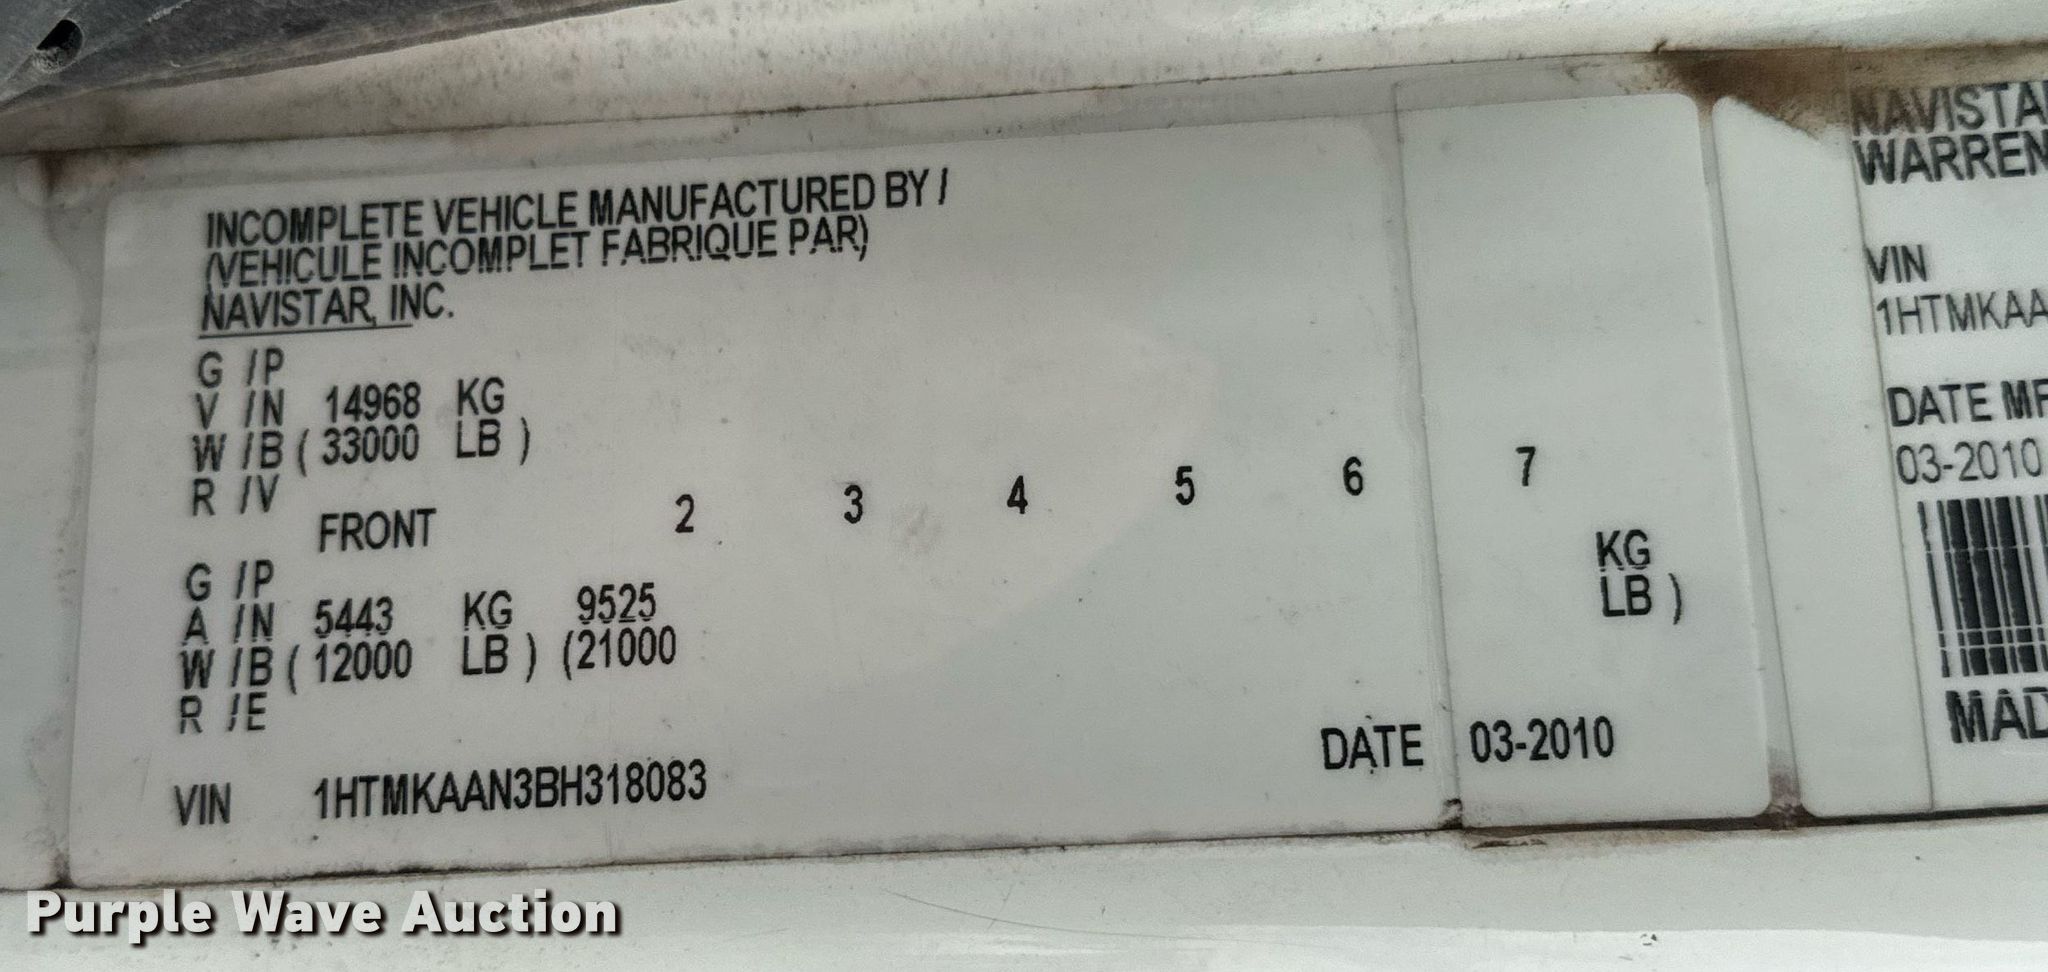 INCOMPLETE VEHICLE MANUFACTURED BY /
(VEHICULE INCOMPLET FABRIQUE PAR)
NAVISTAR, INC.
G /P
V /N 14968 KG
W /B ( 33000 LB )
R /V
FRONT 2 3 4 5 6 7
G /P
A /N 5443 KG 9525 KG
W /B ( 12000 LB ) (21000 LB )
R /E
VIN 1HTMKAAN3BH318083 DATE 03-2010
NAVISTA
WARREN
VIN
1HTMKAA
DATE MF
03-2010
MAD
Purple Wave Auction